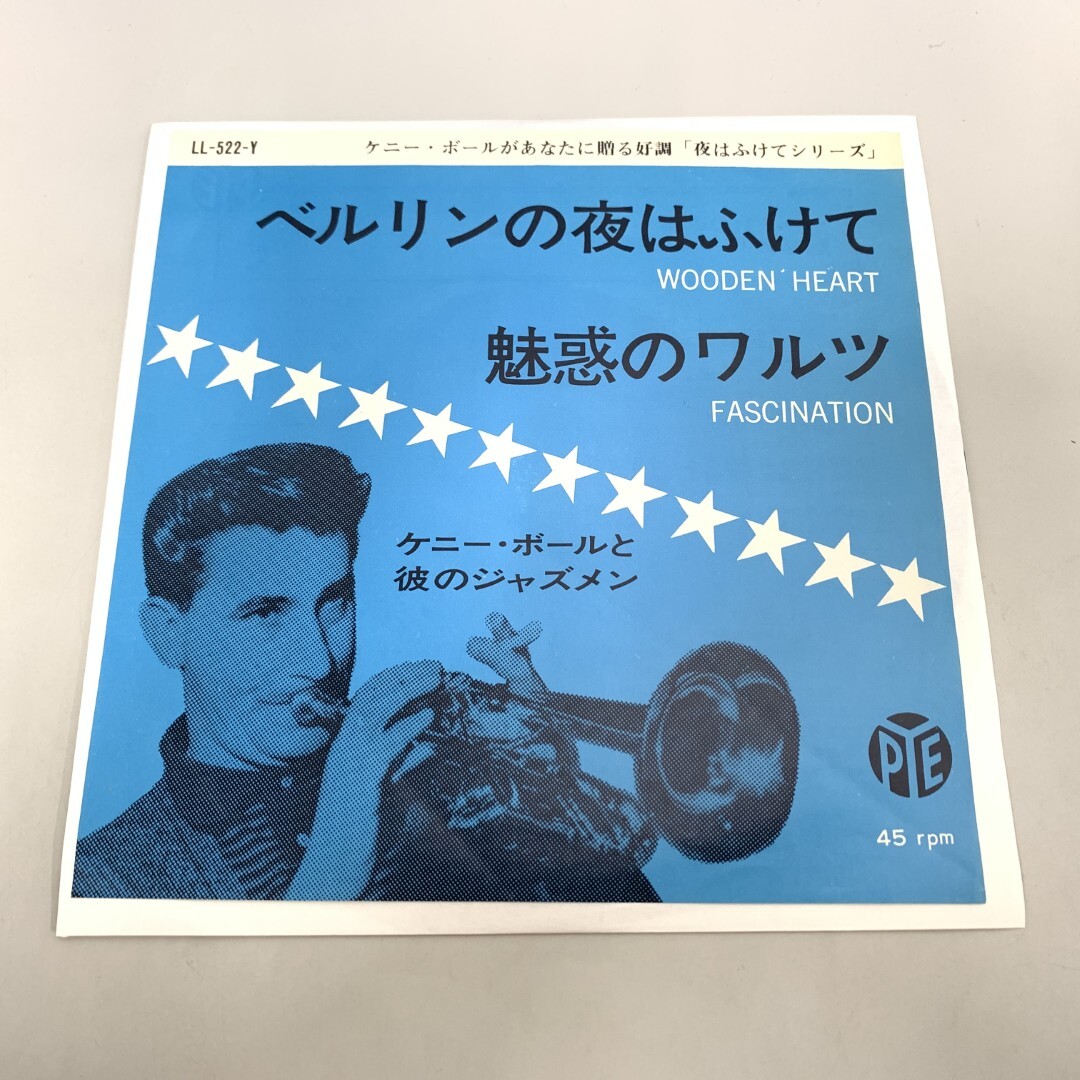 LL-522-Y ケニー・ボールがあなたに贈る好調「夜はふけてシリーズ」
ベルリンの夜はふけて
WOODEN´HEART
魅惑のワルツ
FASCINATION
ケニー・ボールと
彼のジャズメン
PYE
45 rpm